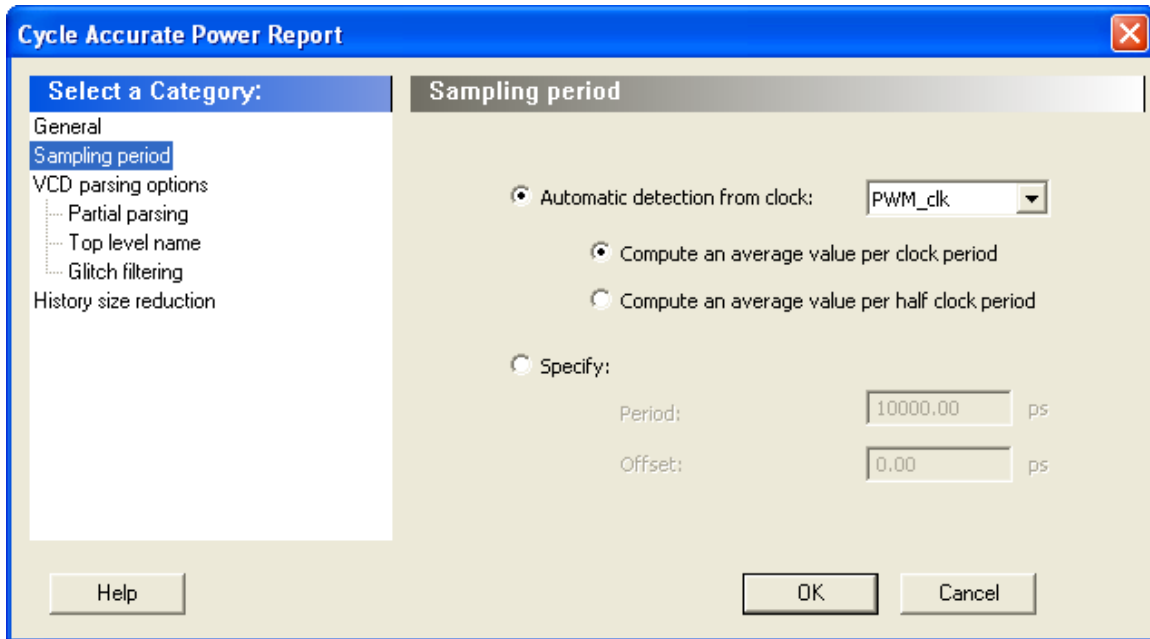 Cycle Accurate Power Report
Select a Category:
General
Sampling period
VCD parsing options
Partial parsing
Top level name
Glitch filtering
History size reduction
Sampling period
Automatic detection from clock: PWM_clk
Compute an average value per clock period
Compute an average value per half clock period
Specify:
Period: 10000.00 ps
Offset: 0.00 ps
Help OK Cancel